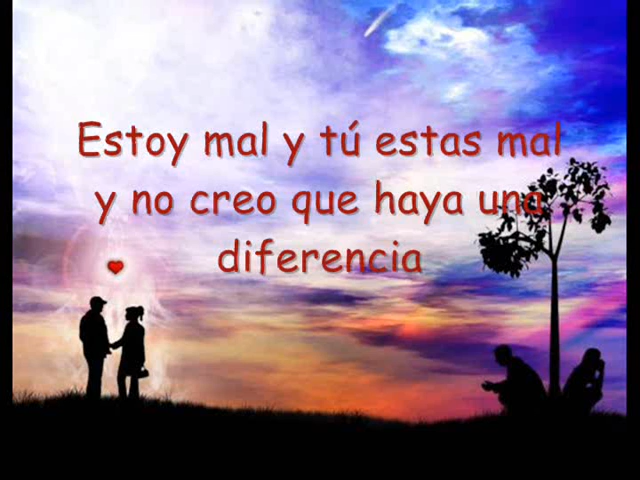 Estoy mal y tú estas mal
y no creo que haya una
diferencia